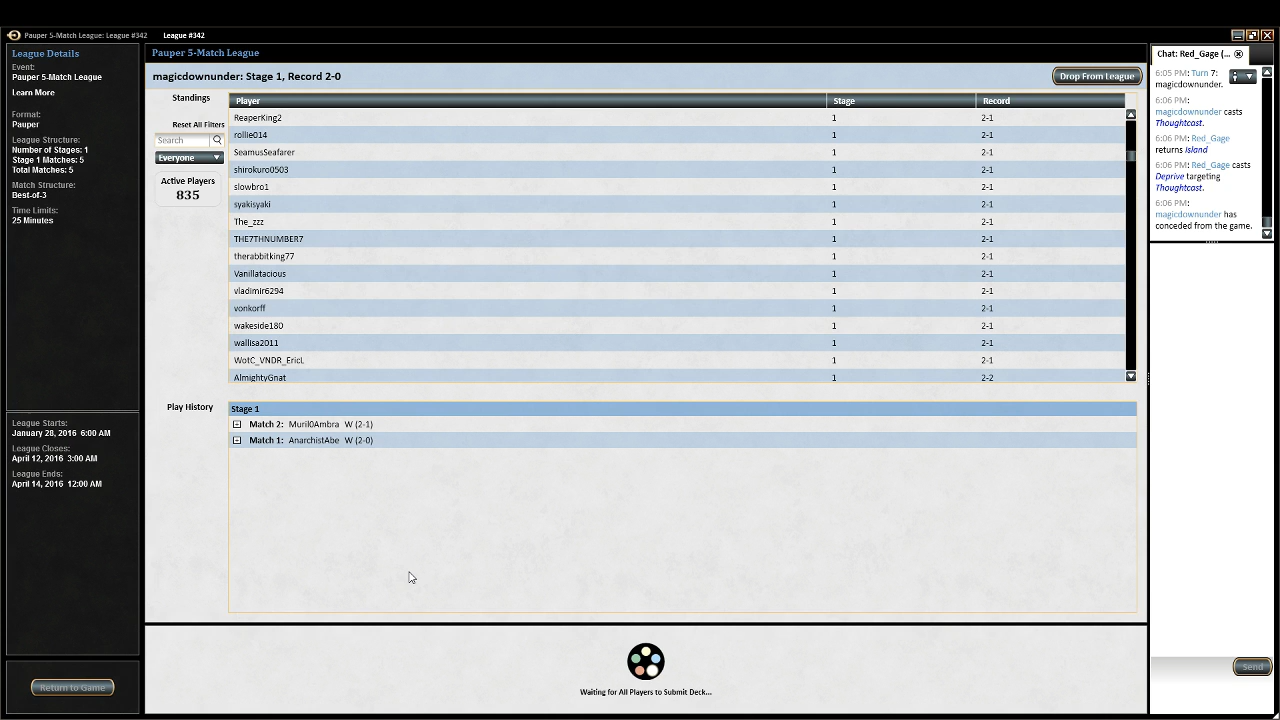 Pauper 5-Match League: League #342
League #342
League Details
Event:
Pauper 5-Match League
Learn More
Format:
Pauper
League Structure:
Number of Stages: 1
Stage 1 Matches: 5
Total Matches: 5
Match Structure:
Best-of-3
Time Limits:
25 Minutes
League Starts:
January 28, 2016 6:00 AM
League Closes:
April 12, 2016 3:00 AM
League Ends:
April 14, 2016 12:00 AM
Return to Game
Pauper 5-Match League
magicdownunder: Stage 1, Record 2-0
Drop From League
Standings
Reset All Filters
Search
Everyone
Active Players
835
Player Stage Record
ReaperKing2 1 2-1
rollie014 1 2-1
SeamusSeafarer 1 2-1
shirokuro0503 1 2-1
slowbro1 1 2-1
syakisyaki 1 2-1
The_zzz 1 2-1
THE7THNUMBER7 1 2-1
therabbitking77 1 2-1
Vanillatacious 1 2-1
vladimir6294 1 2-1
vonkorff 1 2-1
wakeside180 1 2-1
wallisa2011 1 2-1
WotC_VNDR_EricL 1 2-1
AlmightyGnat 1 2-2
Play History
Stage 1
Match 2: Muril0Ambra W (2-1)
Match 1: AnarchistAbe W (2-0)
Waiting for All Players to Submit Deck...
Chat: Red_Gage (...
6:05 PM: Turn 7:
magicdownunder.
6:06 PM:
magicdownunder casts
Thoughtcast.
6:06 PM: Red_Gage
returns Island
6:06 PM: Red_Gage casts
Deprive targeting
Thoughtcast.
6:06 PM:
magicdownunder has
conceded from the game.
Send